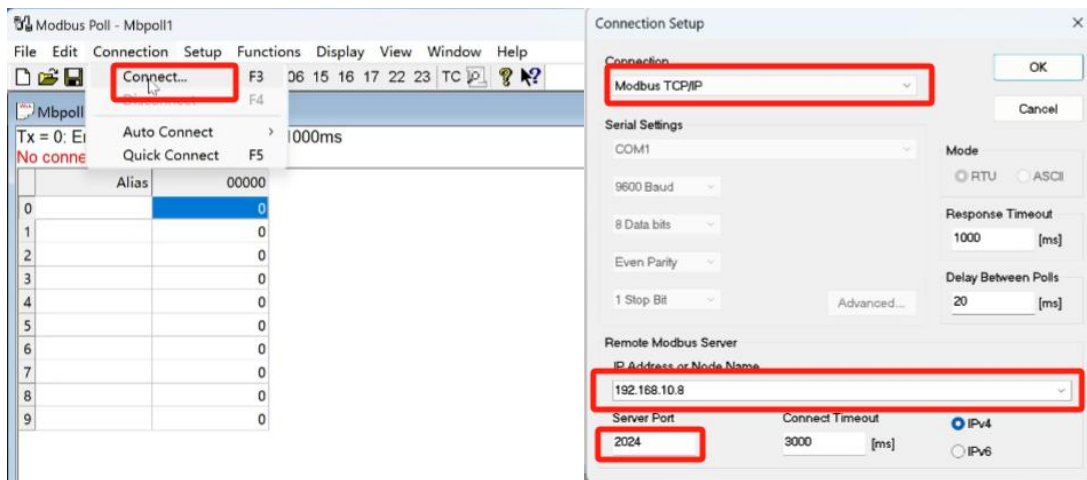 Modbus Poll - Mbpoll1
File Edit Connection Setup Functions Display View Window Help
Connect... F3
06 15 16 17 22 23 TC
Disconnect F4
Mbpoll
Auto Connect >
Tx = 0: Er
1000ms
Quick Connect F5
No conne
Alias 00000
0 0
1 0
2 0
3 0
4 0
5 0
6 0
7 0
8 0
9 0
Connection Setup
Connection
Modbus TCP/IP
OK
Cancel
Serial Settings
COM1
9600 Baud
8 Data bits
Even Parity
1 Stop Bit
Advanced...
Mode
RTU ASCII
Response Timeout
1000 [ms]
Delay Between Polls
20 [ms]
Remote Modbus Server
IP Address or Node Name
192.168.10.8
Server Port
2024
Connect Timeout
3000 [ms]
IPv4
IPv6